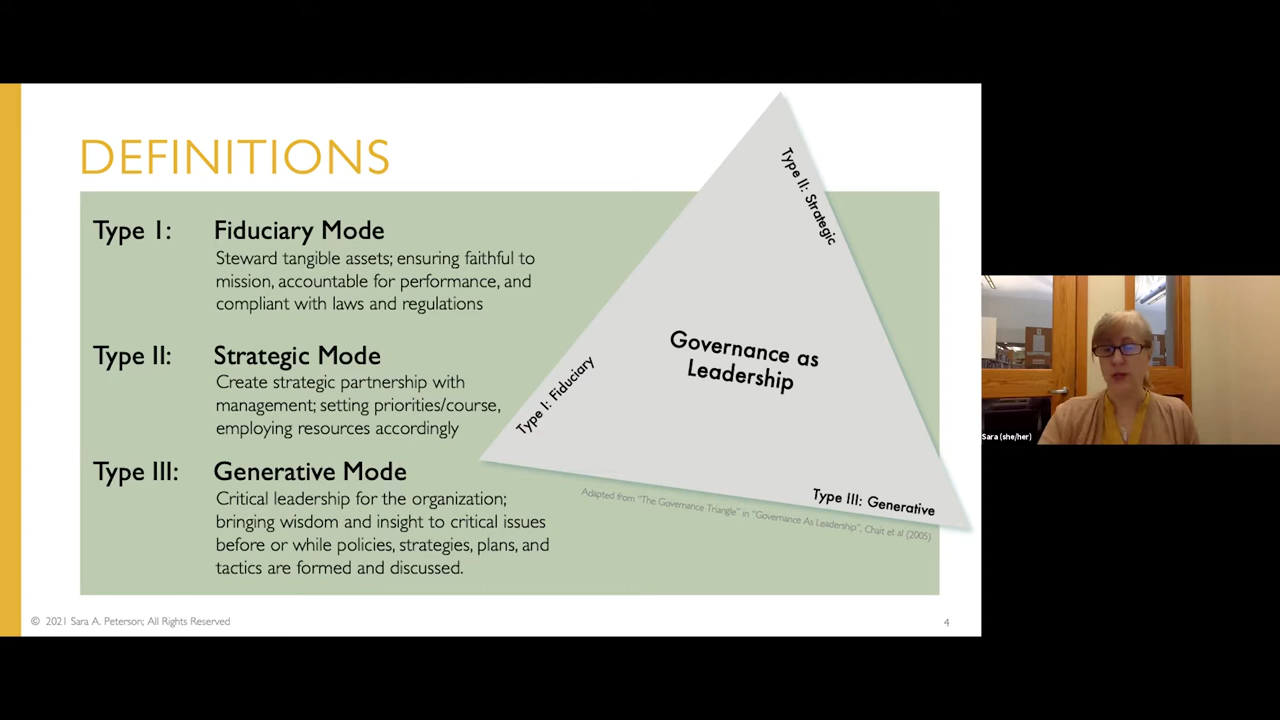 DEFINITIONS
Type 1: Fiduciary Mode
Steward tangible assets; ensuring faithful to
mission, accountable for performance, and
compliant with laws and regulations
Type II: Strategic Mode
Create strategic partnership with
management; setting priorities/course,
employing resources accordingly
Type III: Generative Mode
Critical leadership for the organization;
bringing wisdom and insight to critical issues
before or while policies, strategies, plans, and
tactics are formed and discussed.
Type II: Strategic
Governance as
Leadership
Type I: Fiduciary
Type III: Generative
Adapted from "The Governance Triangle" in "Governance As Leadership", Chait et al (2005)
© 2021 Sara A. Peterson; All Rights Reserved
4
Sara (she/her)